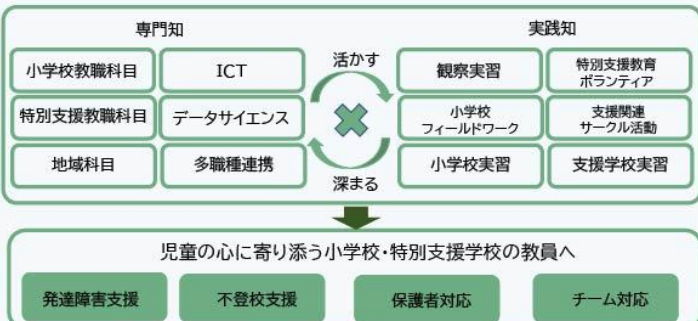 専門知
実践知
小学校教職科目
ICT
特別支援教職科目
データサイエンス
地域科目
多職種連携
活かす
深まる
観察実習
特別支援教育
ボランティア
小学校
フィールドワーク
支援関連
サークル活動
小学校実習
支援学校実習
児童の心に寄り添う小学校・特別支援学校の教員へ
発達障害支援
不登校支援
保護者対応
チーム対応